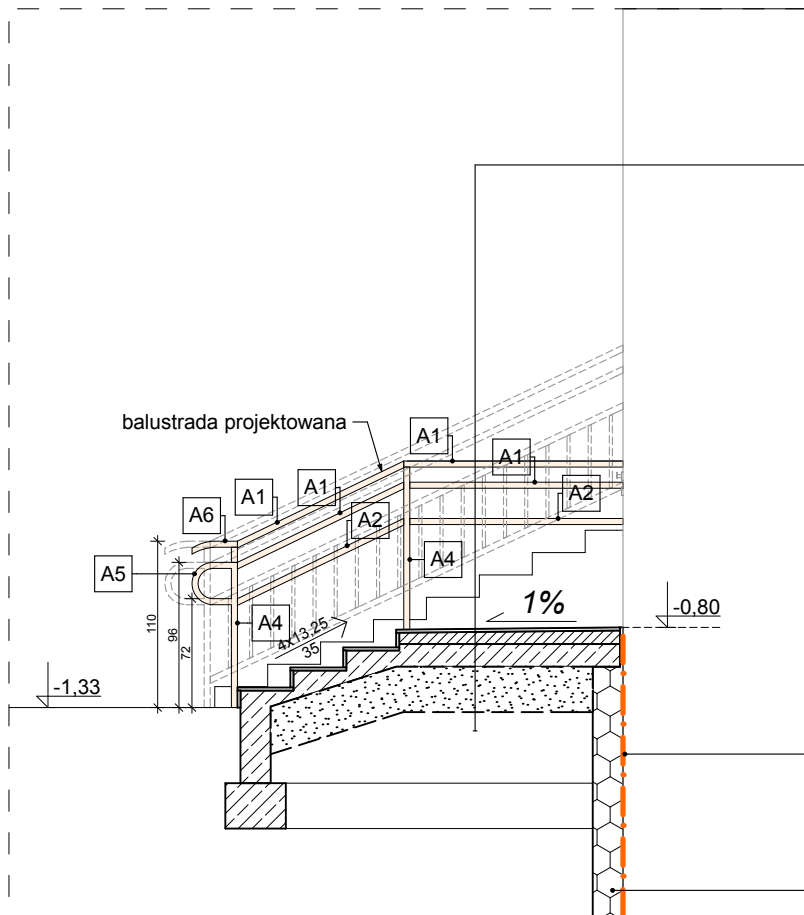 balustrada projektowana
A1
A1
A2
A1
A1
A6
A2
A5
A4
A4
110
96
72
4x13,25
35
1%
-0,80
-1,33